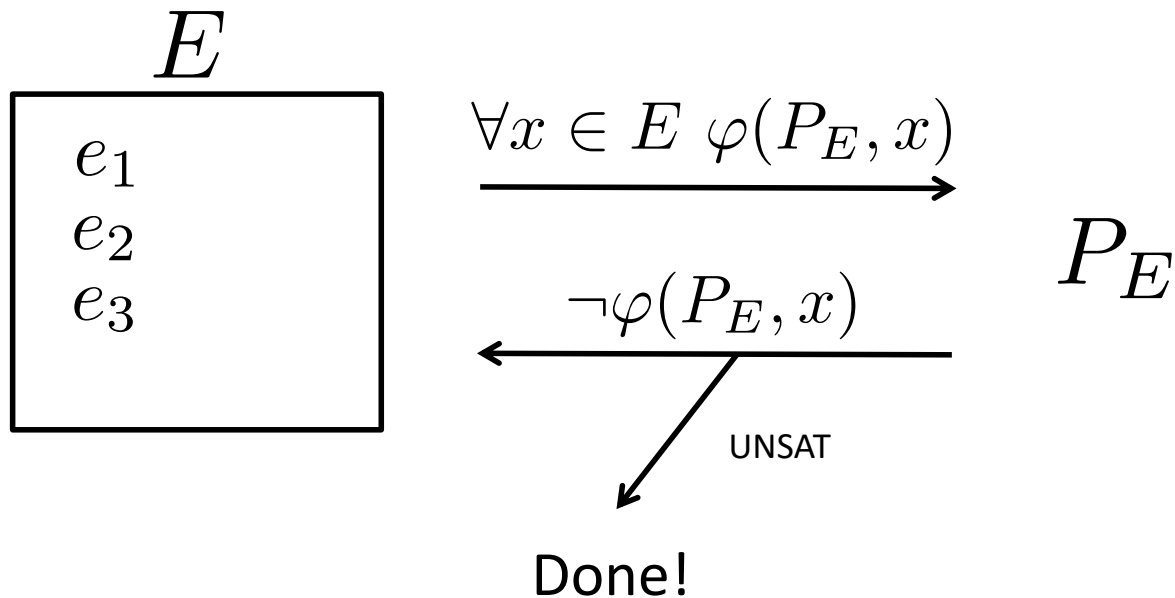 E
e₁
e₂
e₃
∀x ∈ E φ(P_E, x)
¬φ(P_E, x)
P_E
UNSAT
Done!